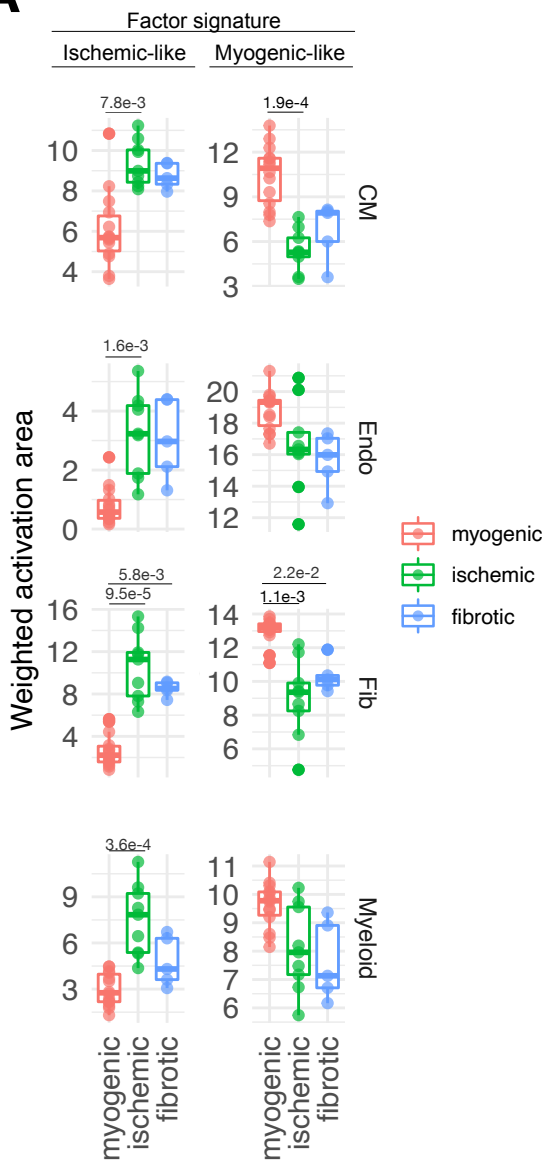 A
Factor signature
Ischemic-like Myogenic-like
7.8e-3 1.9e-4
10
8
6
4
12
9
6
3
CM
1.6e-3
4
2
0
20
18
16
14
12
Endo
Weighted activation area
myogenic
ischemic
fibrotic
5.8e-3 2.2e-2
9.5e-5 1.1e-3
16
12
8
4
14
12
10
8
6
Fib
3.6e-4
9
6
3
11
10
9
8
7
6
Myeloid
myogenic
ischemic
fibrotic
myogenic
ischemic
fibrotic